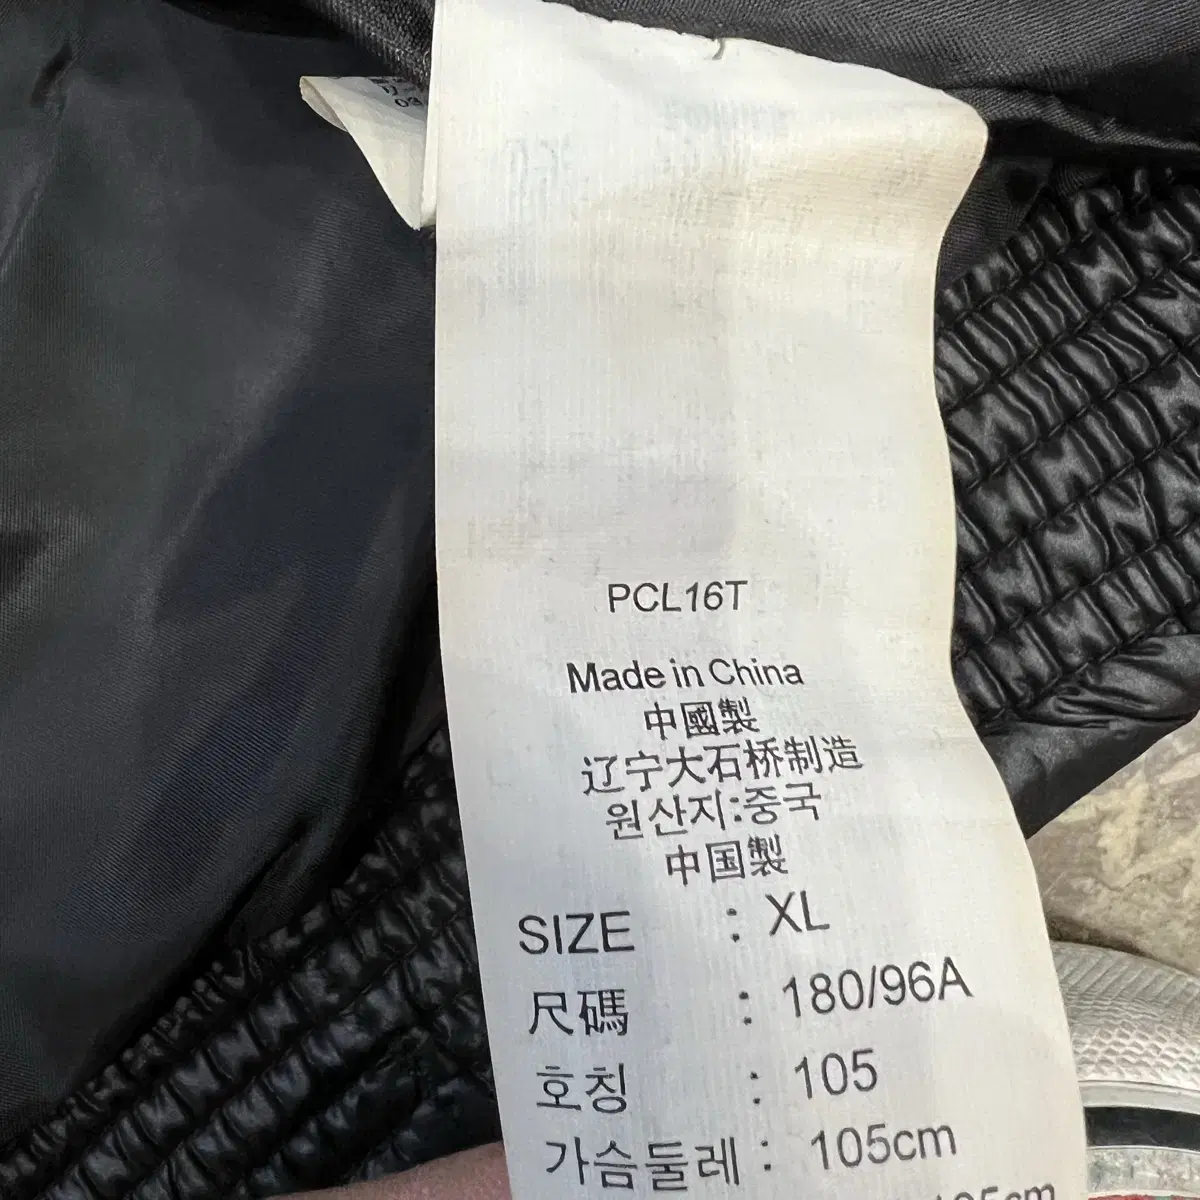 03
PCL16T
Made in China
中國製
辽宁大石桥制造
원산지:중국
中国製
SIZE : XL
尺碼 : 180/96A
호칭 : 105
가슴둘레 : 105cm